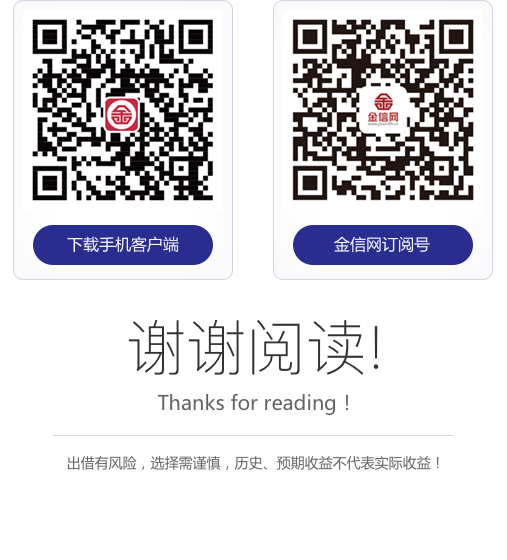 金信网
下载手机客户端
金信网订阅号
谢谢阅读!
Thanks for reading !
出借有风险，选择需谨慎，历史、预期收益不代表实际收益！